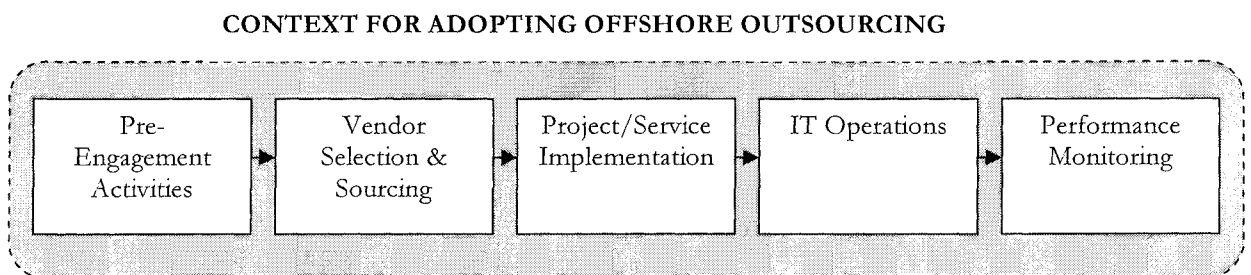 CONTEXT FOR ADOPTING OFFSHORE OUTSOURCING
Pre-
Engagement
Activities
Vendor
Selection &
Sourcing
Project/Service
Implementation
IT Operations
Performance
Monitoring